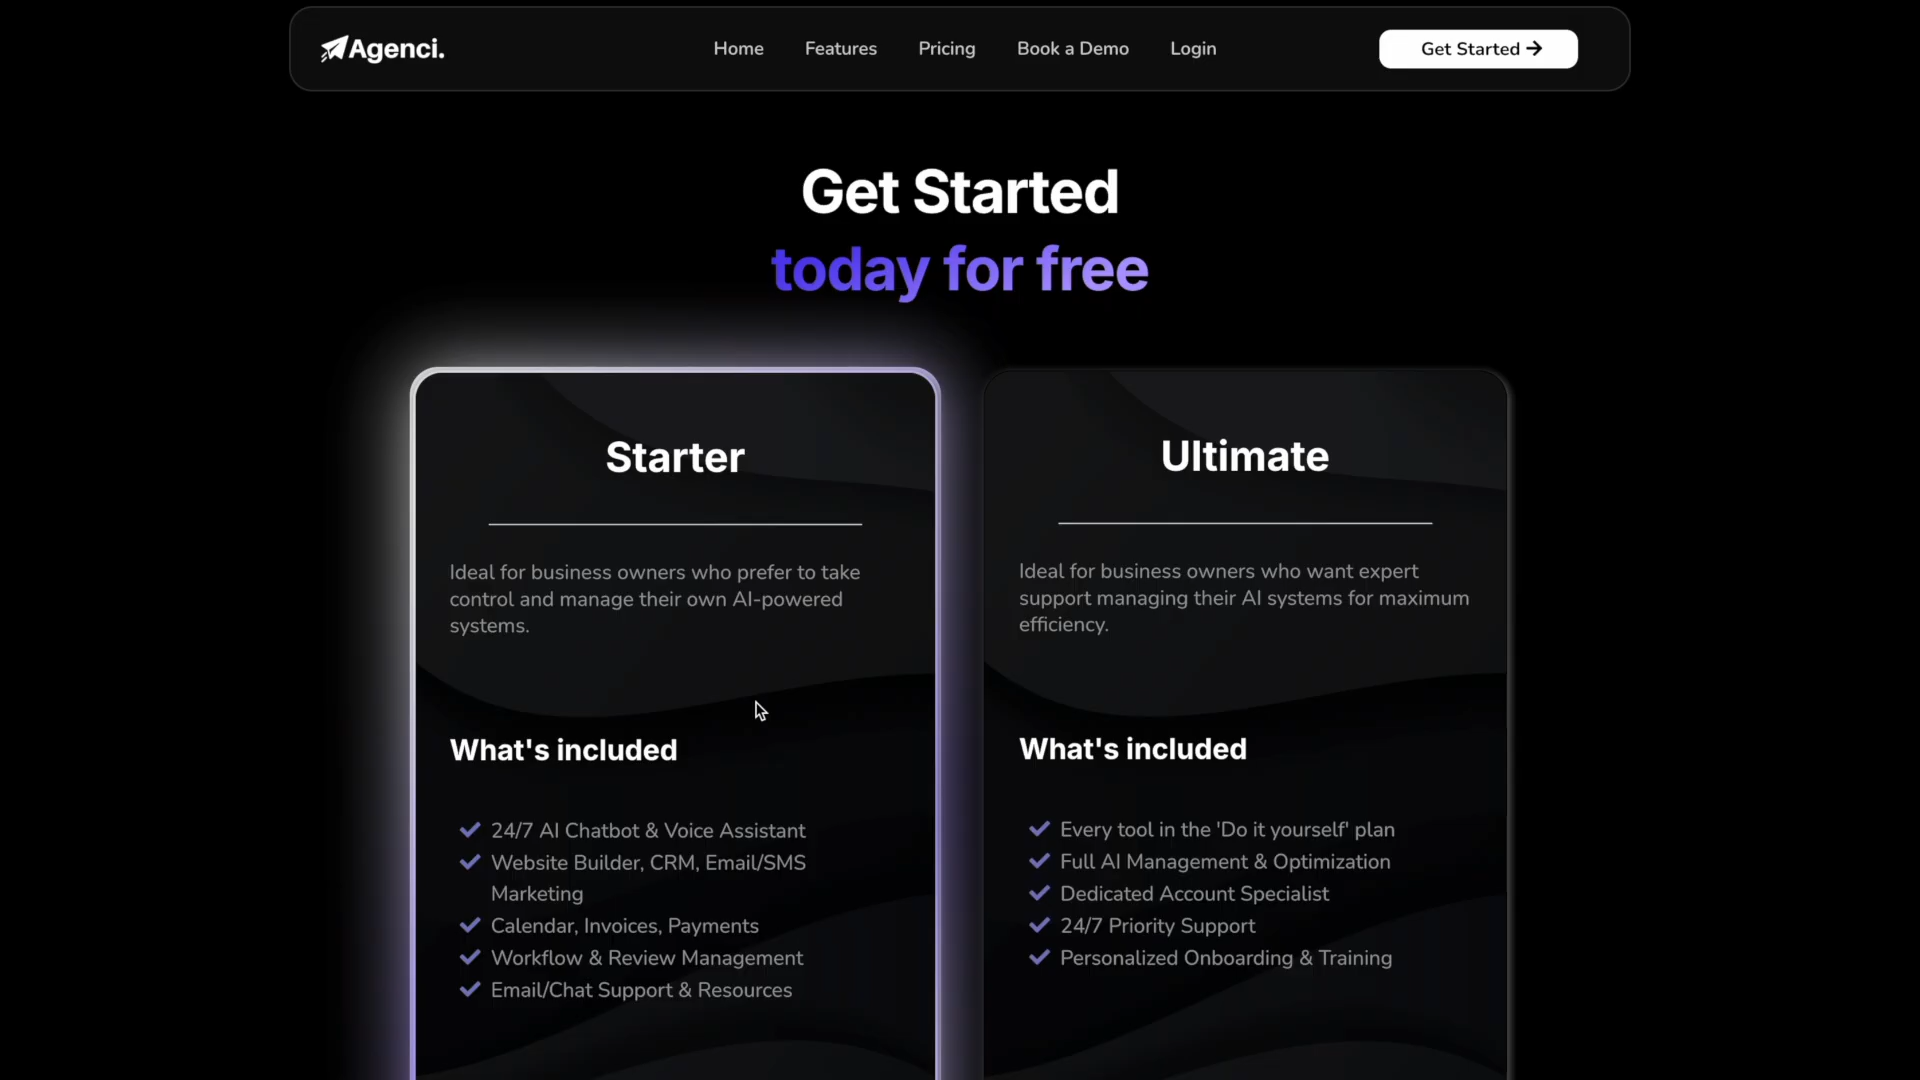 Agenci.
Home
Features
Pricing
Book a Demo
Login
Get Started →
Get Started
today for free
Starter
Ideal for business owners who prefer to take
control and manage their own AI-powered
systems.
What's included
24/7 AI Chatbot & Voice Assistant
Website Builder, CRM, Email/SMS
Marketing
Calendar, Invoices, Payments
Workflow & Review Management
Email/Chat Support & Resources
Ultimate
Ideal for business owners who want expert
support managing their AI systems for maximum
efficiency.
What's included
Every tool in the 'Do it yourself' plan
Full AI Management & Optimization
Dedicated Account Specialist
24/7 Priority Support
Personalized Onboarding & Training